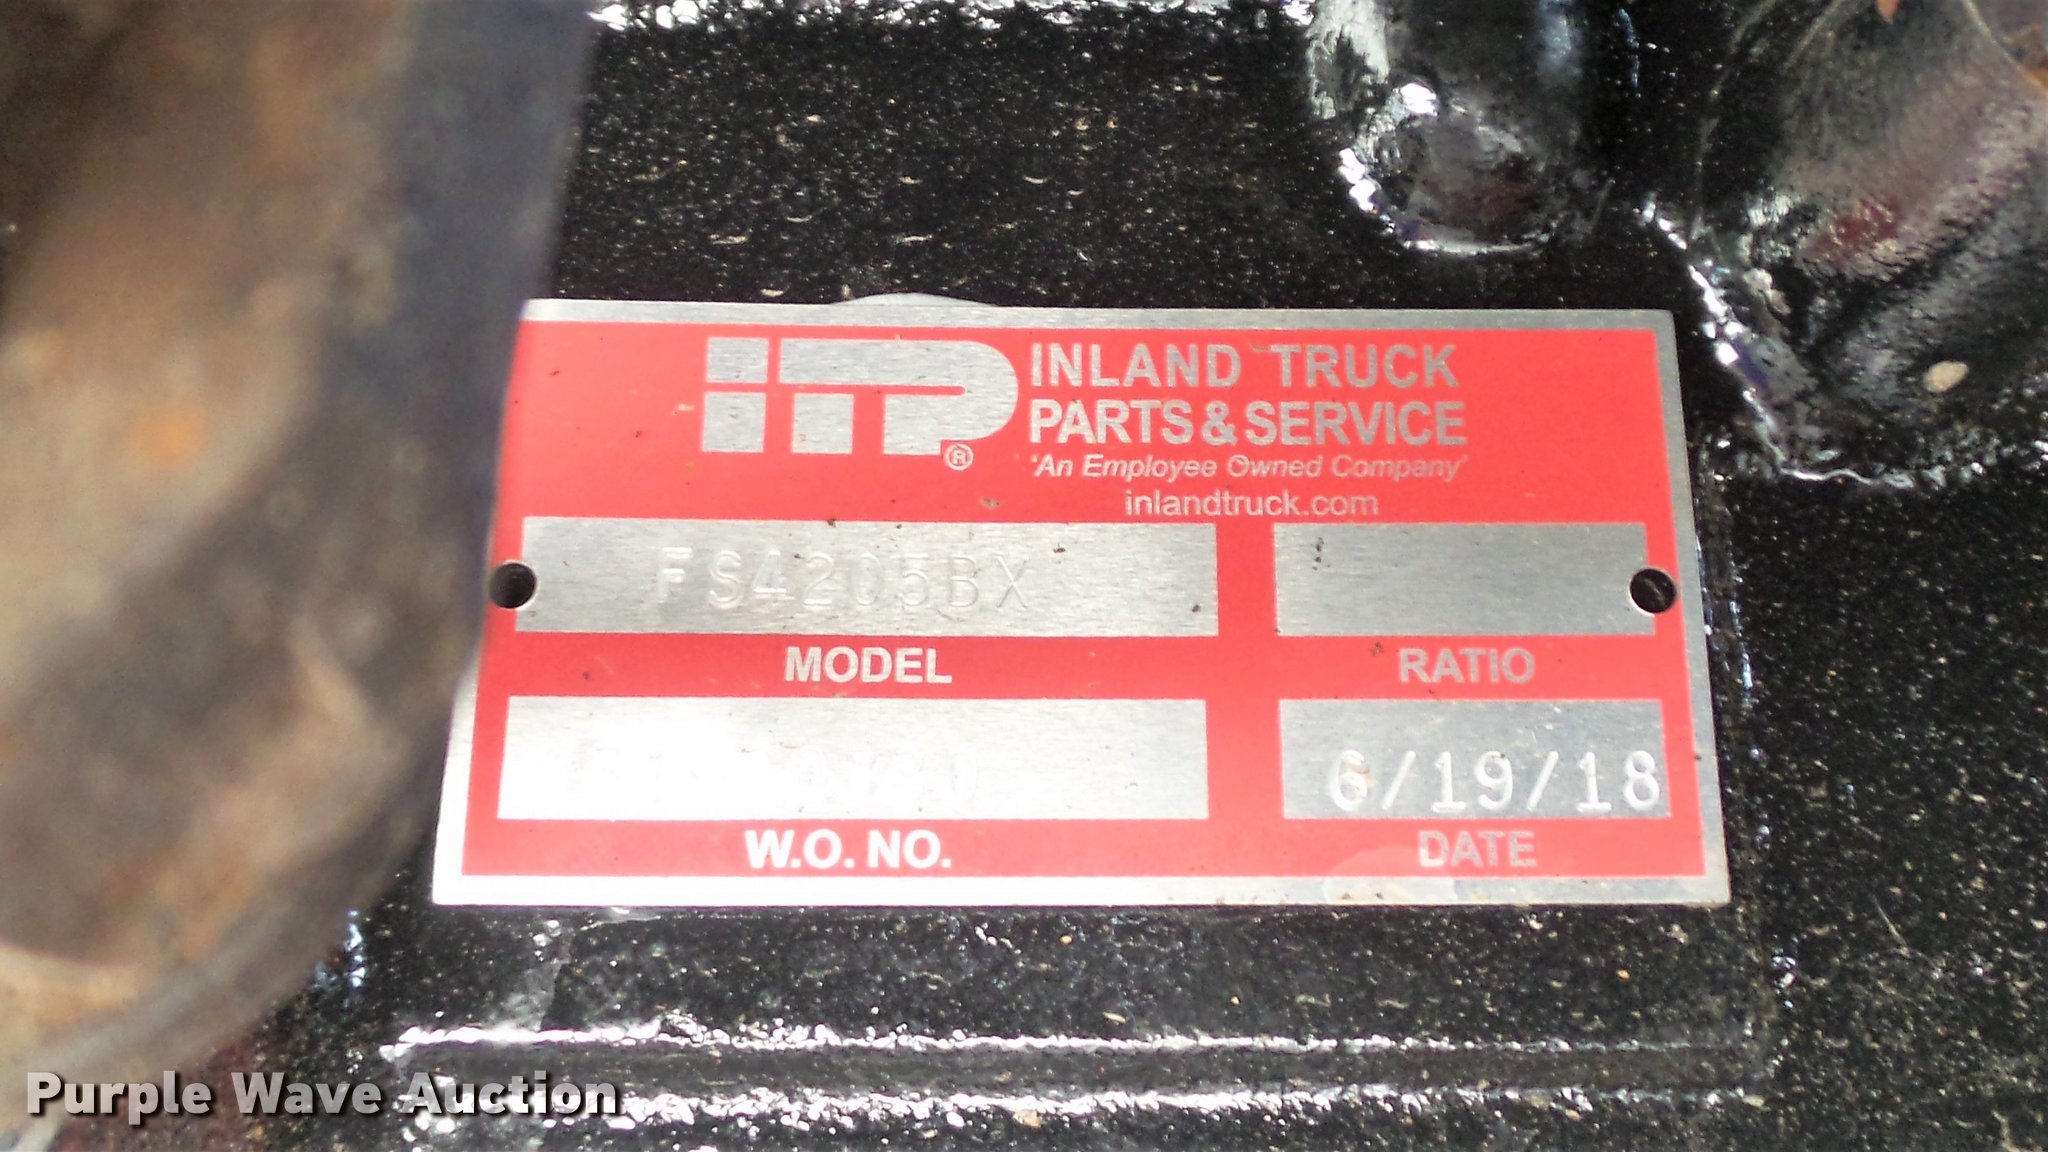 ITP®
INLAND TRUCK
PARTS & SERVICE
'An Employee Owned Company'
inlandtruck.com
FS4205BX
MODEL
RATIO
6/19/18
W.O. NO.
DATE
Purple Wave Auction